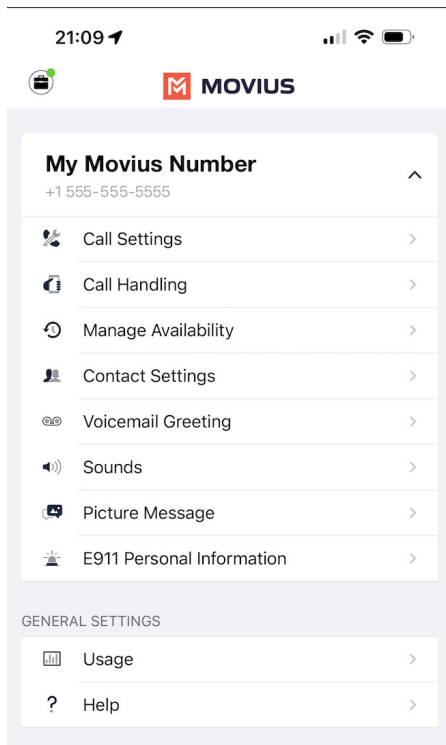 21:09
MOVIUS
My Movius Number
+1 555-555-5555
Call Settings
Call Handling
Manage Availability
Contact Settings
Voicemail Greeting
Sounds
Picture Message
E911 Personal Information
GENERAL SETTINGS
Usage
? Help